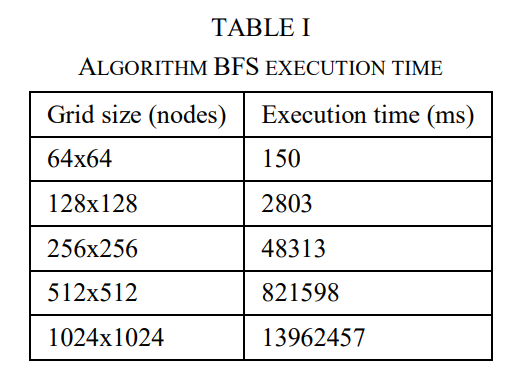 TABLE I
ALGORITHM BFS EXECUTION TIME
Grid size (nodes) Execution time (ms)
64x64 150
128x128 2803
256x256 48313
512x512 821598
1024x1024 13962457